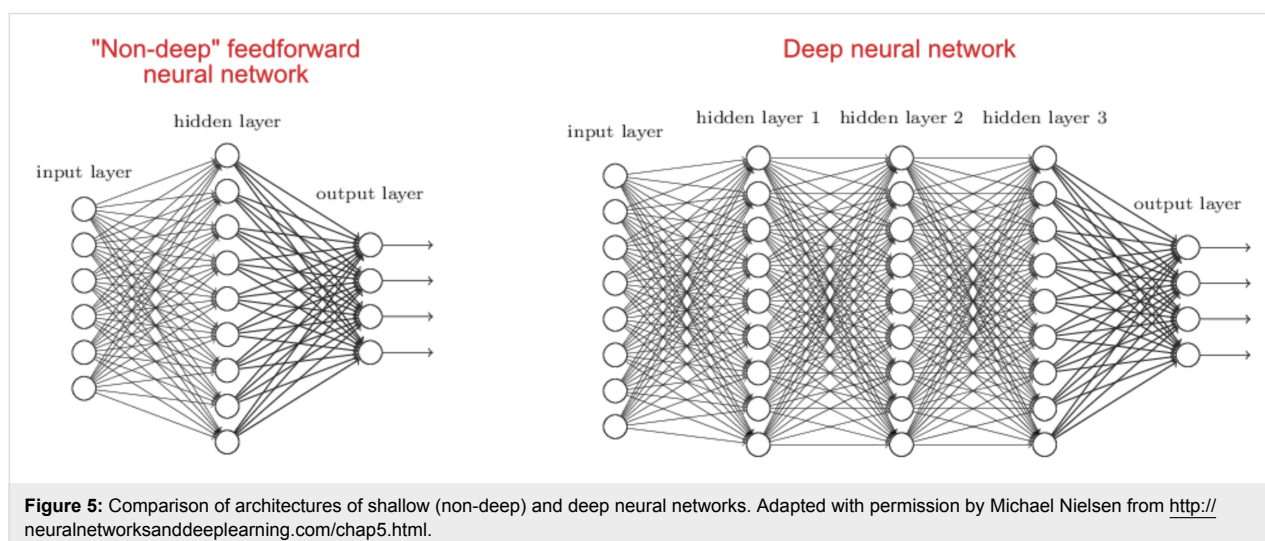 "Non-deep" feedforward
neural network
hidden layer
input layer
output layer
Deep neural network
input layer
hidden layer 1
hidden layer 2
hidden layer 3
output layer
Figure 5: Comparison of architectures of shallow (non-deep) and deep neural networks. Adapted with permission by Michael Nielsen from http://
neuralnetworksanddeeplearning.com/chap5.html.